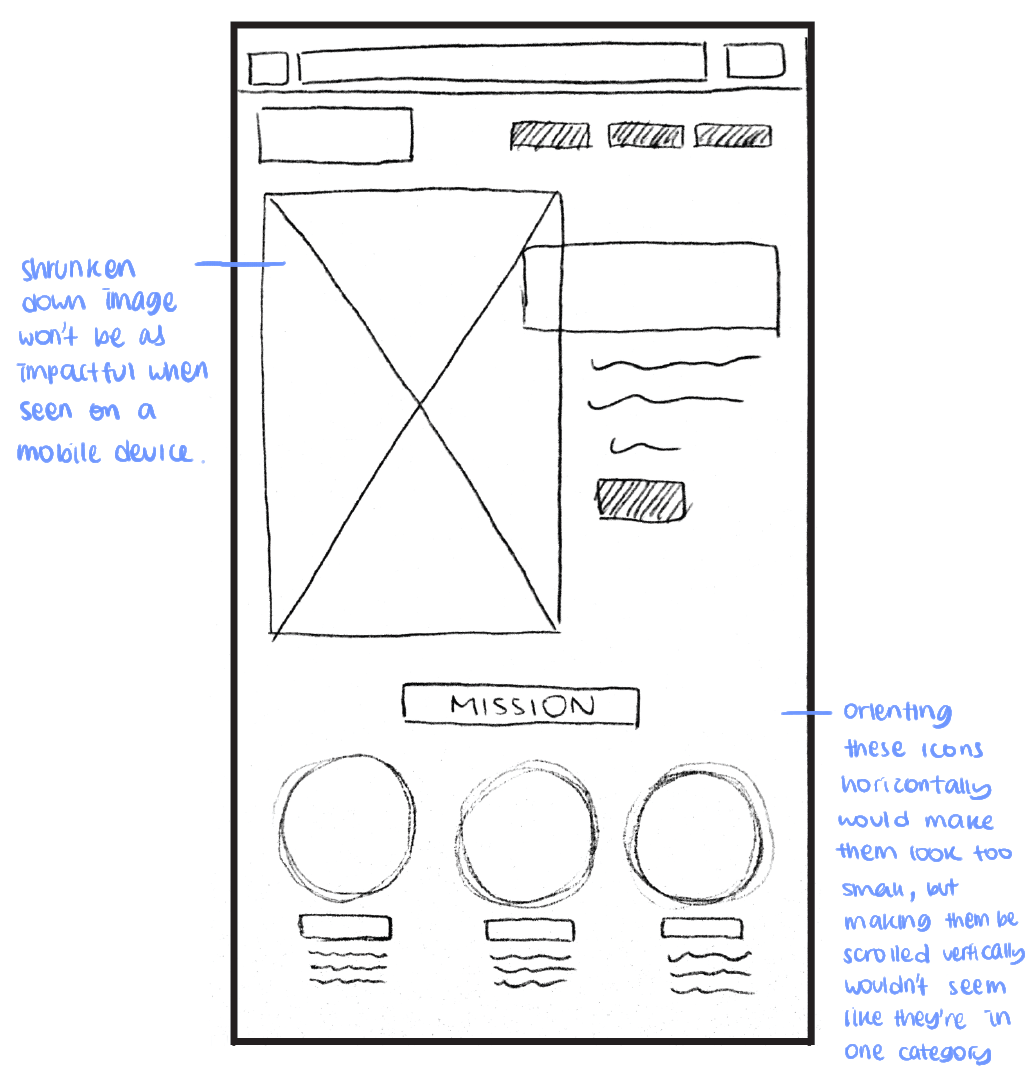 shrunken
down image
won't be as
impactful when
seen on a
mobile device.
MISSION
orienting
these icons
horizontally
would make
them look too
small, but
making them be
scrolled vertically
wouldn't seem
like they're in
one category